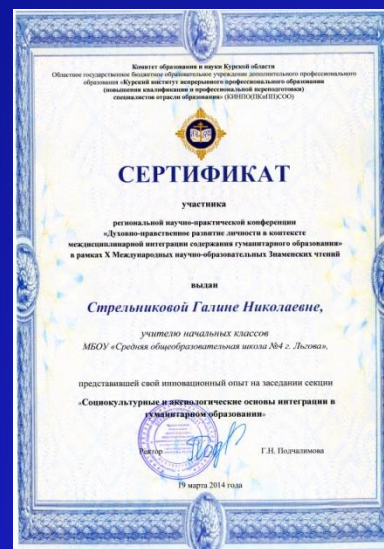 Комитет образования и науки Курской области
Областное государственное бюджетное образовательное учреждение дополнительного профессионального
образования «Курский институт непрерывного профессионального образования
(повышения квалификации и профессиональной переподготовки)
специалистов отрасли образования» (КИНПО(ПКиПП)СОО)
СЕРТИФИКАТ
участника
региональной научно-практической конференции
«Духовно-нравственное развитие личности в контексте
междисциплинарной интеграции содержания гуманитарного образования»
в рамках X Международных научно-образовательных Знаменских чтений
выдан
Стрельниковой Галине Николаевне,
учителю начальных классов
МБОУ «Средняя общеобразовательная школа №4 г. Льгова»,
представившей свой инновационный опыт на заседании секции
«Социокультурные и аксиологические основы интеграции в
гуманитарном образовании»
Ректор Г.Н. Подчалимова
19 марта 2014 года